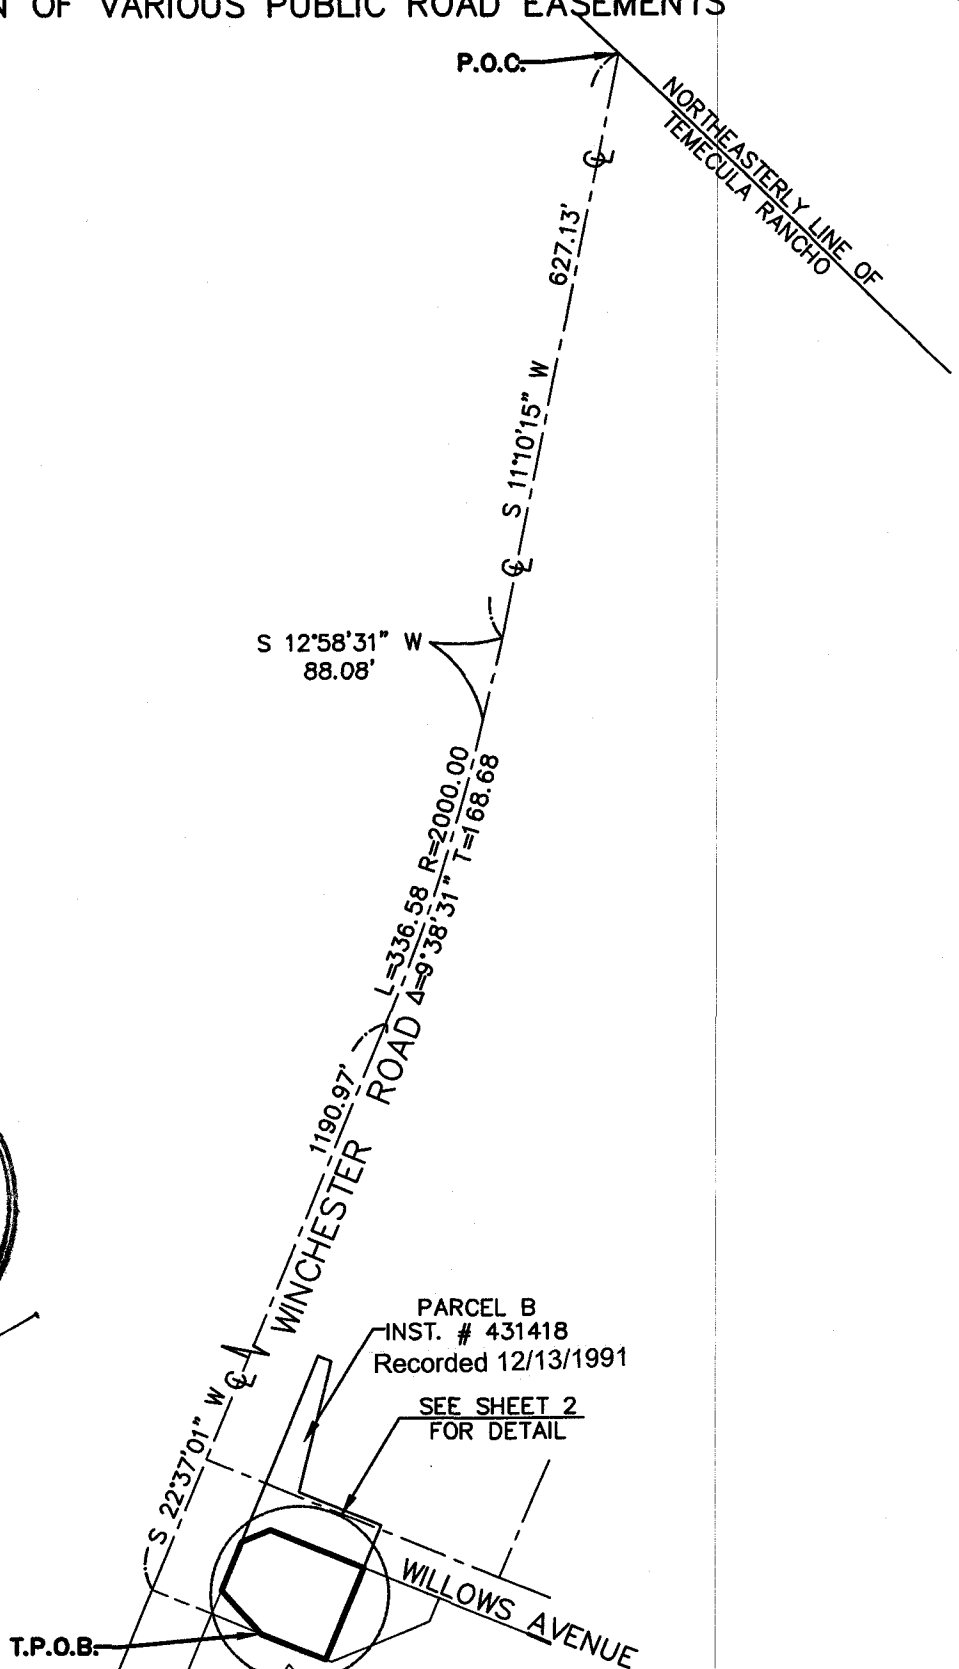 OF VARIOUS PUBLIC ROAD EASEMENTS
P.O.C.
NORTHEASTERLY LINE OF
TEMECULA RANCHO
℄
627.13'
S 11°10'15" W
℄
S 12°58'31" W
88.08'
L=336.58 R=2000.00
Δ=9°38'31" T=168.68
1190.97'
WINCHESTER ROAD
PARCEL B
INST. # 431418
Recorded 12/13/1991
SEE SHEET 2
FOR DETAIL
℄
S 22°37'01" W
WILLOWS AVENUE
T.P.O.B.